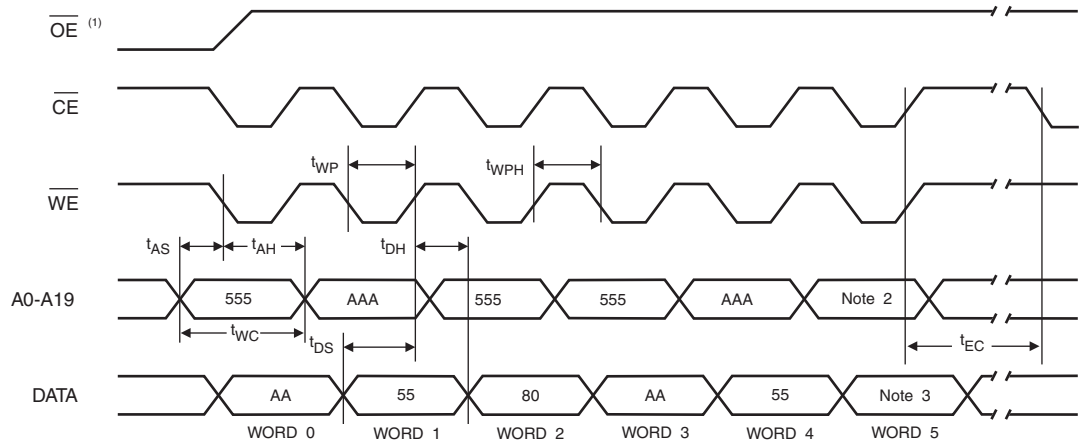 OE (1)
CE
tWP
tWPH
WE
tAS
tAH
tDH
A0-A19
555
AAA
555
555
AAA
Note 2
tWC
tDS
tEC
DATA
AA
55
80
AA
55
Note 3
WORD 0
WORD 1
WORD 2
WORD 3
WORD 4
WORD 5